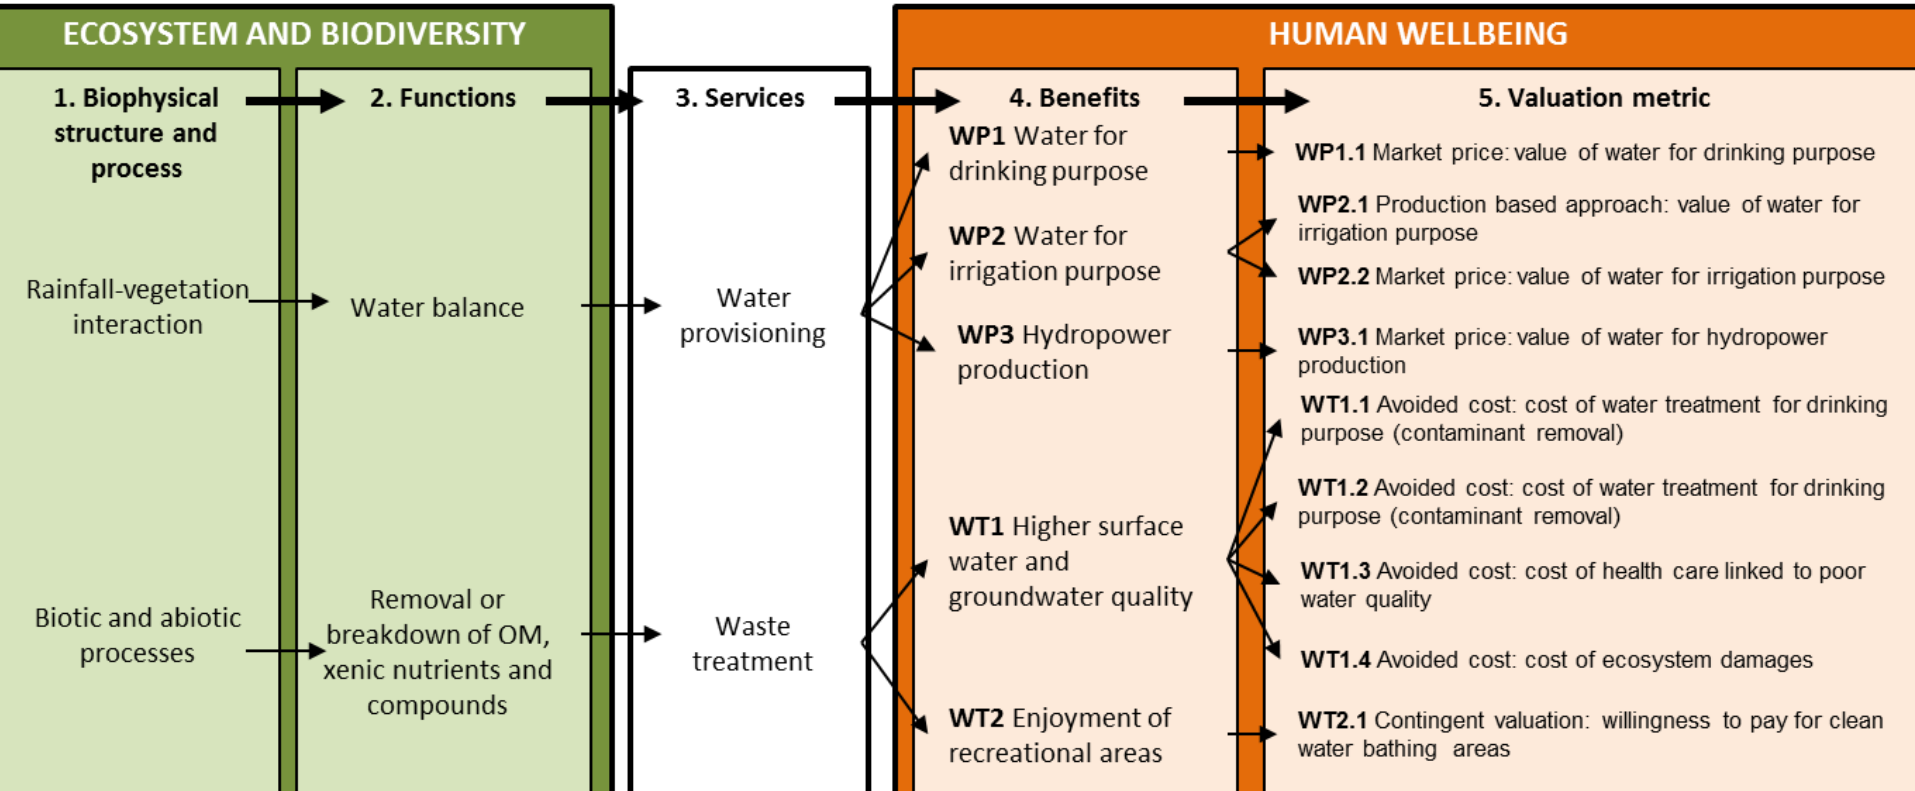 ECOSYSTEM AND BIODIVERSITY
HUMAN WELLBEING
1. Biophysical
structure and
process
2. Functions
3. Services
4. Benefits
5. Valuation metric
Rainfall-vegetation
interaction
Water balance
Water
provisioning
WP1 Water for
drinking purpose
WP2 Water for
irrigation purpose
WP3 Hydropower
production
WP1.1 Market price: value of water for drinking purpose
WP2.1 Production based approach: value of water for
irrigation purpose
WP2.2 Market price: value of water for irrigation purpose
WP3.1 Market price: value of water for hydropower
production
Biotic and abiotic
processes
Removal or
breakdown of OM,
xenic nutrients and
compounds
Waste
treatment
WT1 Higher surface
water and
groundwater quality
WT2 Enjoyment of
recreational areas
WT1.1 Avoided cost: cost of water treatment for drinking
purpose (contaminant removal)
WT1.2 Avoided cost: cost of water treatment for drinking
purpose (contaminant removal)
WT1.3 Avoided cost: cost of health care linked to poor
water quality
WT1.4 Avoided cost: cost of ecosystem damages
WT2.1 Contingent valuation: willingness to pay for clean
water bathing areas